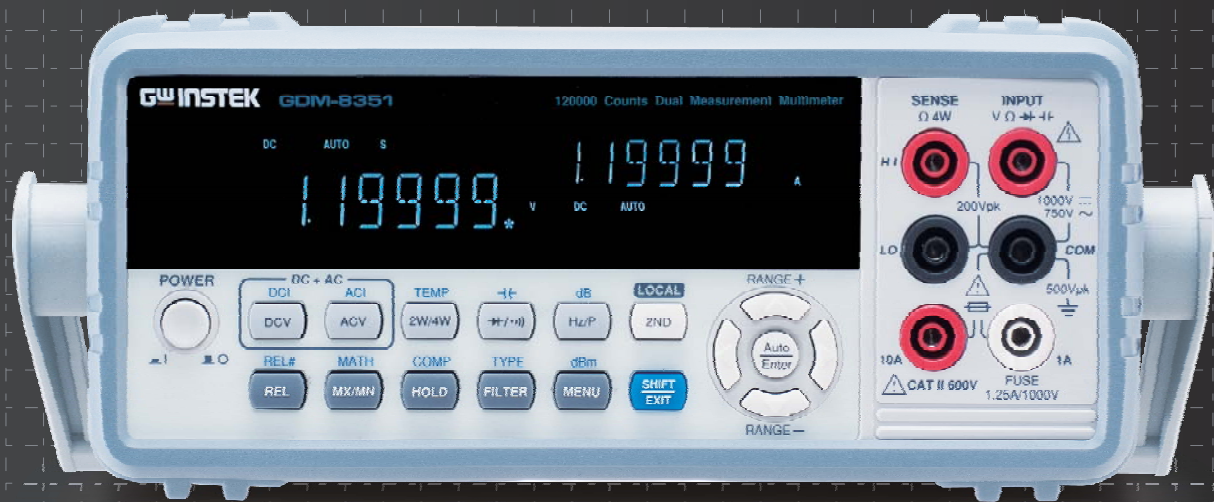 GW INSTEK GDM-8351 120000 Counts Dual Measurement Multimeter
DC AUTO S
1.19999 A
1.19999.* V DC AUTO
POWER
DC + AC
DCI ACI TEMP dB LOCAL
DCV ACV 2W/4W Hz/P 2ND
REL# MATH COMP TYPE dBm
REL MX/MN HOLD FILTER MENU SHIFT
EXIT
RANGE +
Auto
Enter
RANGE −
SENSE INPUT
Ω 4W V Ω
HI
200Vpk 1000V
750V
LO COM
500Vpk
10A 1A
CAT II 600V FUSE
1.25A/1000V